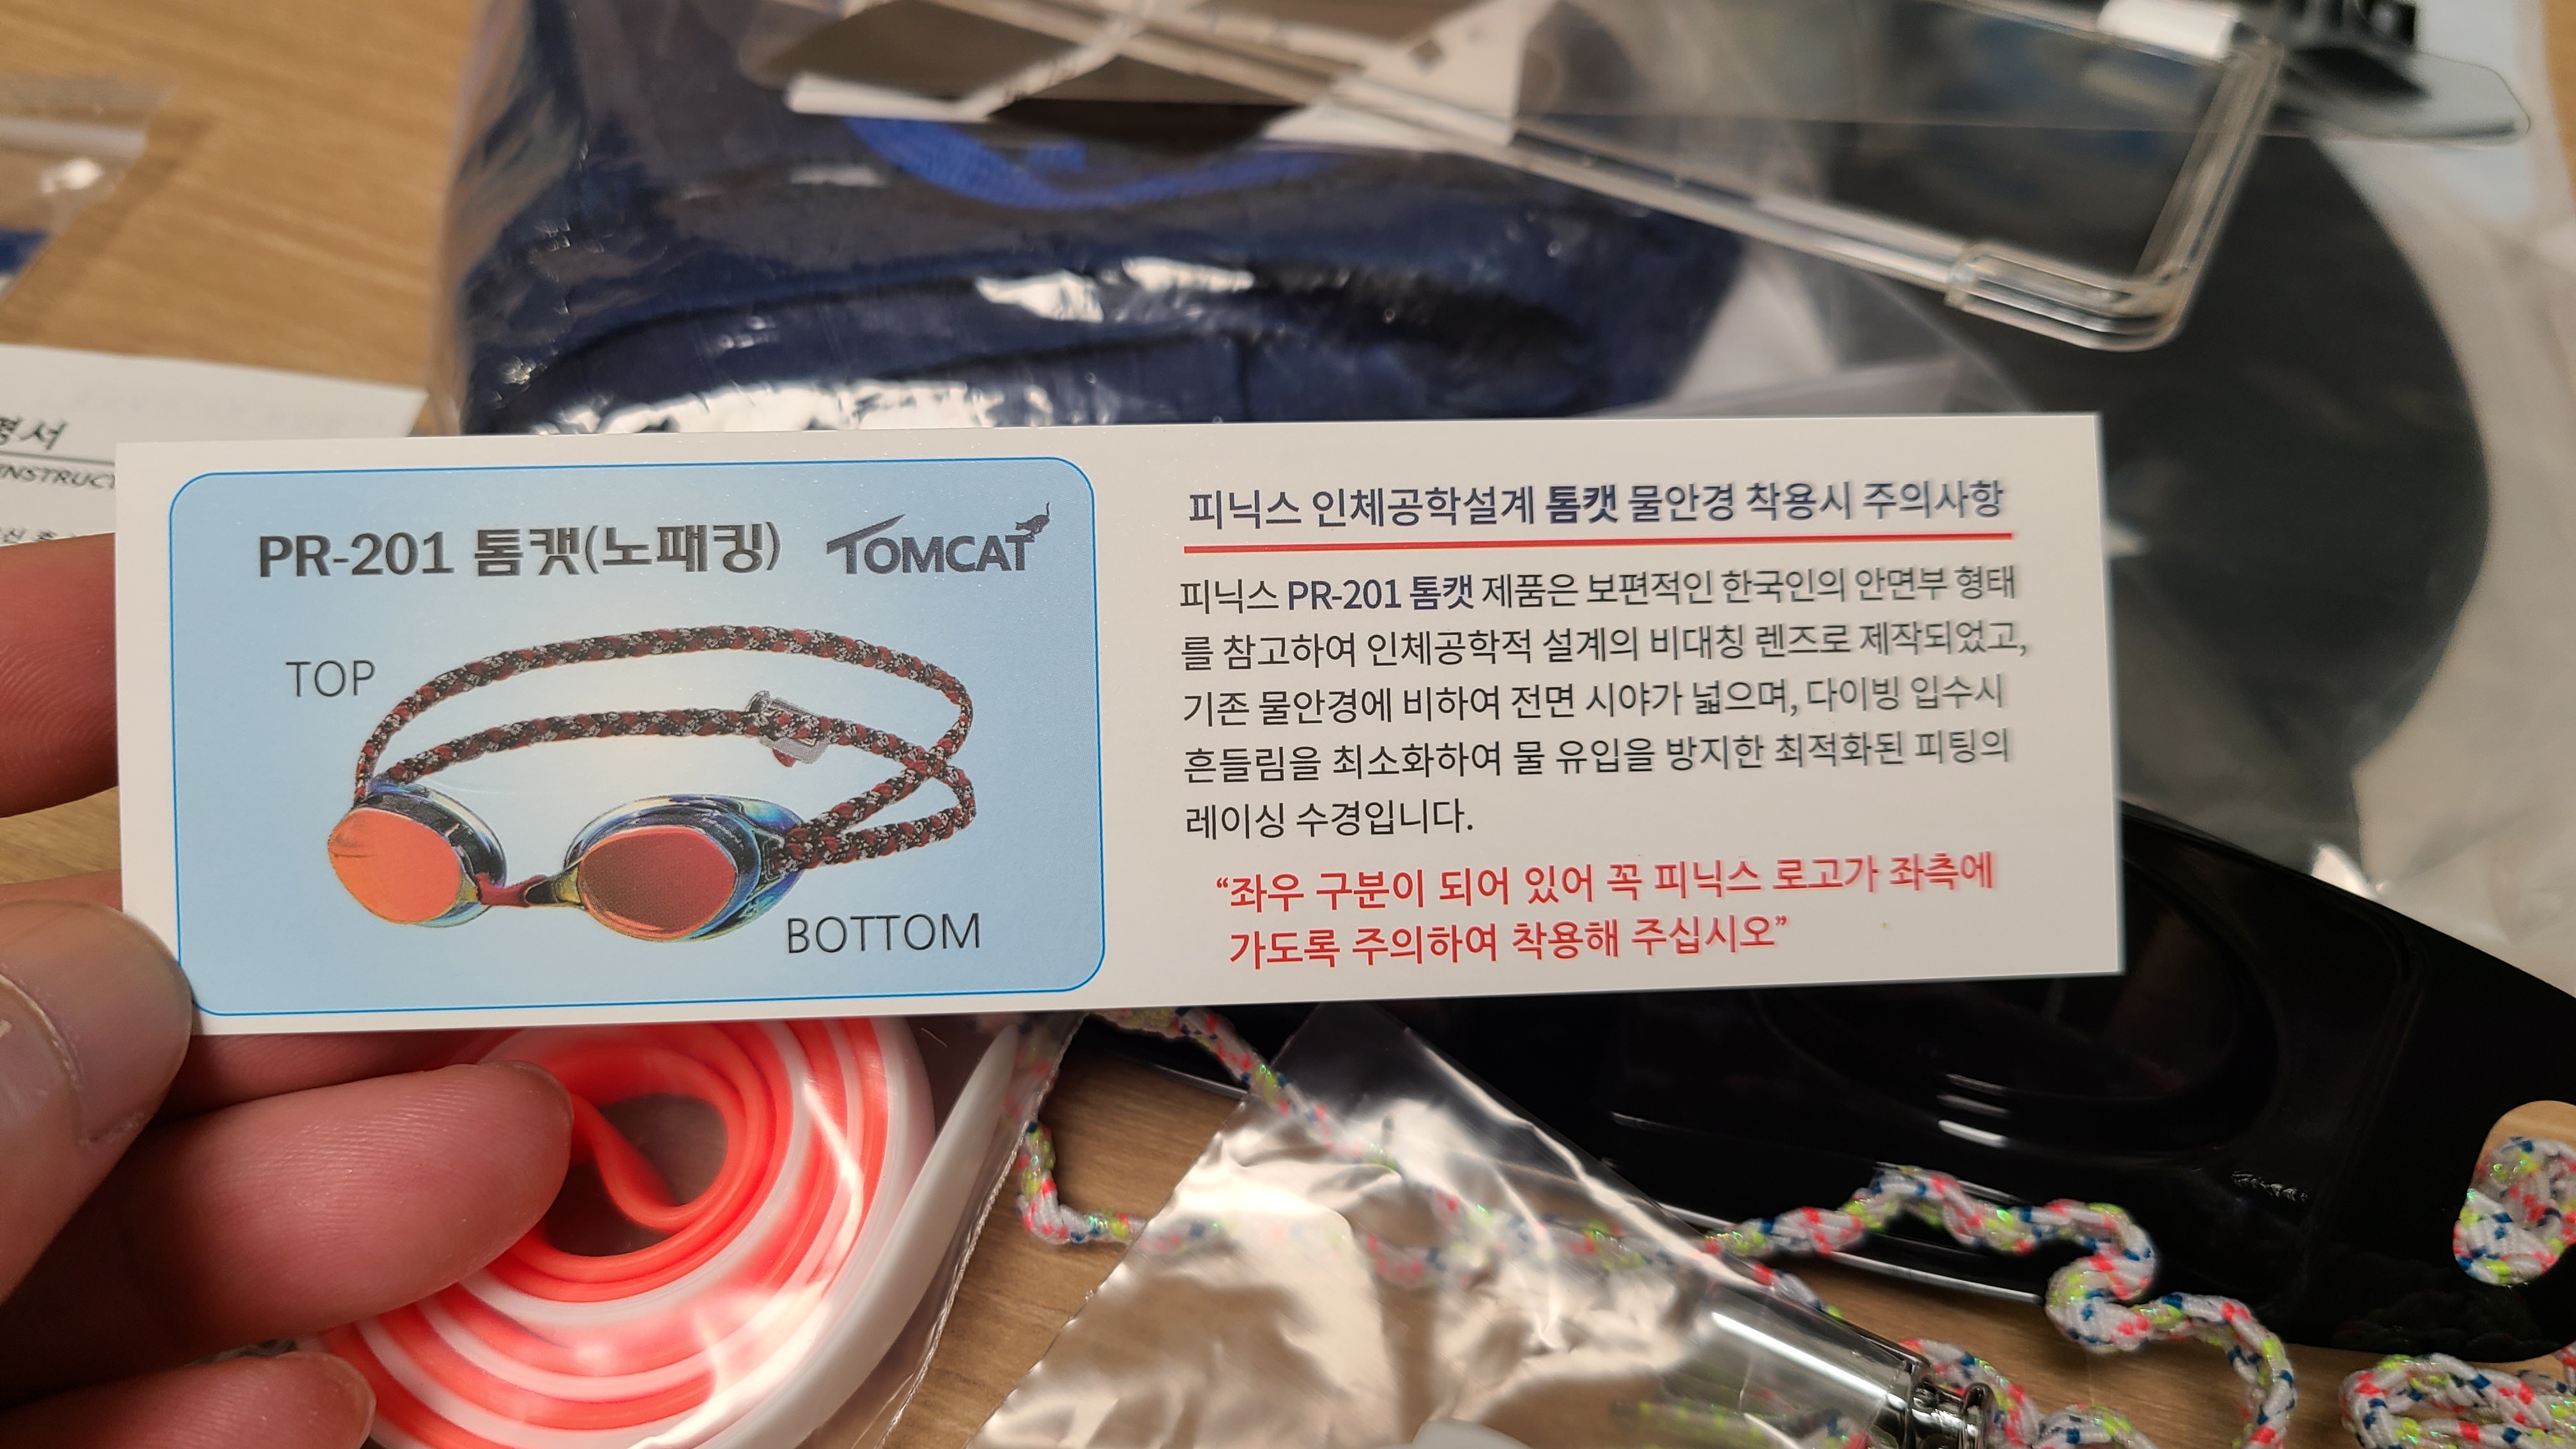 PR-201 톰캣(노패킹)
TOMCAT
TOP
BOTTOM
피닉스 인체공학설계 톰캣 물안경 착용시 주의사항
피닉스 PR-201 톰캣 제품은 보편적인 한국인의 안면부 형태
를 참고하여 인체공학적 설계의 비대칭 렌즈로 제작되었고,
기존 물안경에 비하여 전면 시야가 넓으며, 다이빙 입수시
흔들림을 최소화하여 물 유입을 방지한 최적화된 피팅의
레이싱 수경입니다.
“좌우 구분이 되어 있어 꼭 피닉스 로고가 좌측에
가도록 주의하여 착용해 주십시오”
명서
INSTRUCT